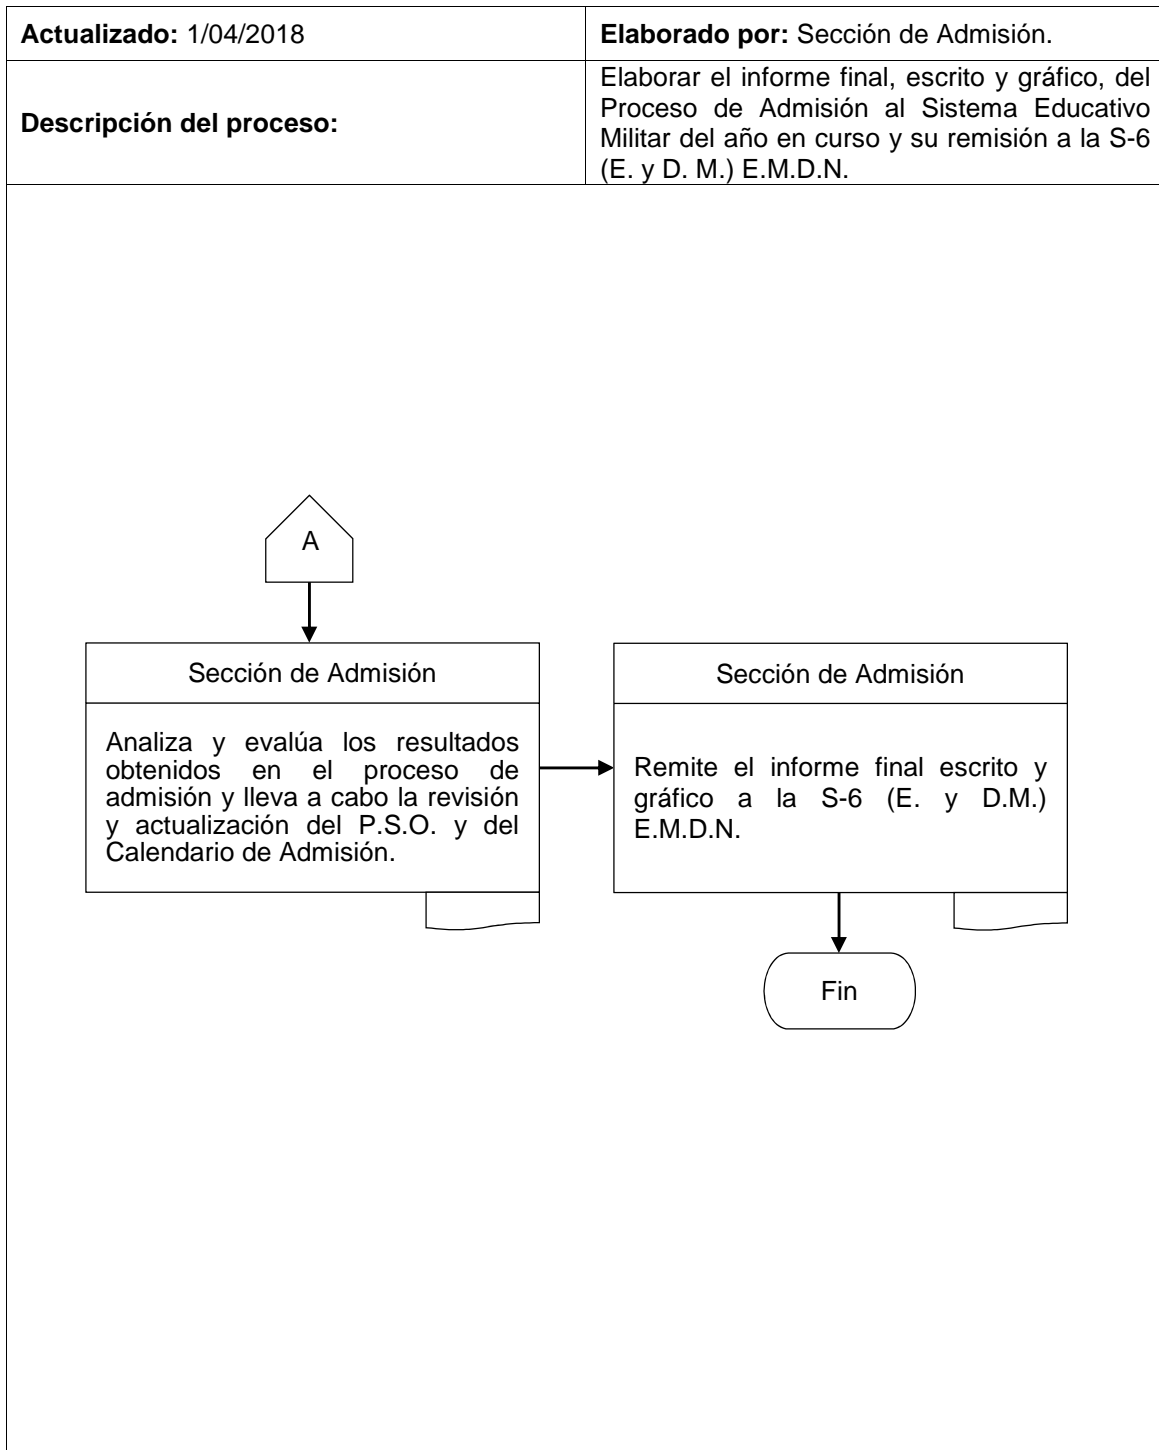 Actualizado: 1/04/2018
Elaborado por: Sección de Admisión.
Descripción del proceso:
Elaborar el informe final, escrito y gráfico, del
Proceso de Admisión al Sistema Educativo
Militar del año en curso y su remisión a la S-6
(E. y D. M.) E.M.D.N.
A
Sección de Admisión
Analiza y evalúa los resultados
obtenidos en el proceso de
admisión y lleva a cabo la revisión
y actualización del P.S.O. y del
Calendario de Admisión.
Sección de Admisión
Remite el informe final escrito y
gráfico a la S-6 (E. y D.M.)
E.M.D.N.
Fin